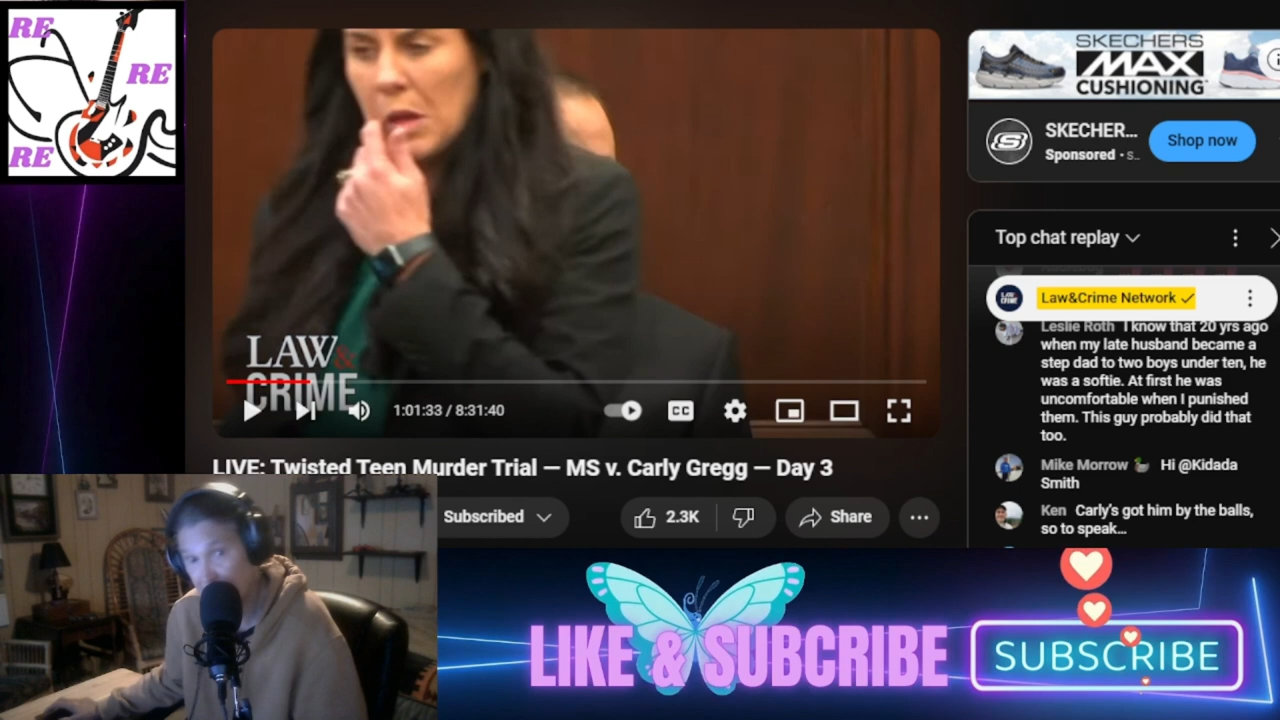 RE
RE
RE
LAW&
CRIME
1:01:33 / 8:31:40
CC
LIVE: Twisted Teen Murder Trial — MS v. Carly Gregg — Day 3
Subscribed
2.3K
Share
SKECHERS
MAX
CUSHIONING
SKECHER...
Sponsored • s..
Shop now
Top chat replay
Law&Crime Network
Leslie Roth I know that 20 yrs ago
when my late husband became a
step dad to two boys under ten, he
was a softie. At first he was
uncomfortable when I punished
them. This guy probably did that
too.
Mike Morrow Hi @Kidada
Smith
Ken Carly's got him by the balls,
so to speak...
LIKE & SUBCRIBE
SUBSCRIBE